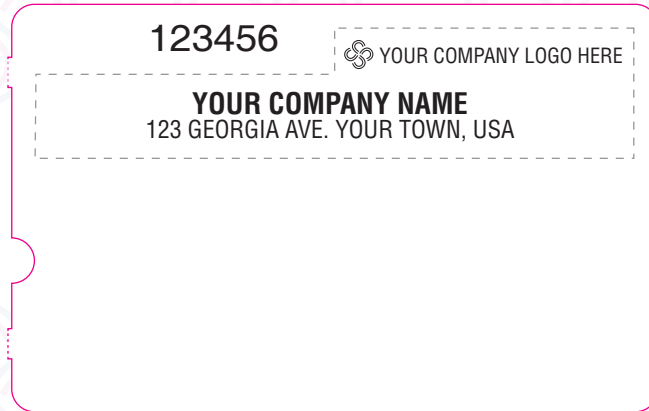 123456
YOUR COMPANY LOGO HERE
YOUR COMPANY NAME
123 GEORGIA AVE. YOUR TOWN, USA